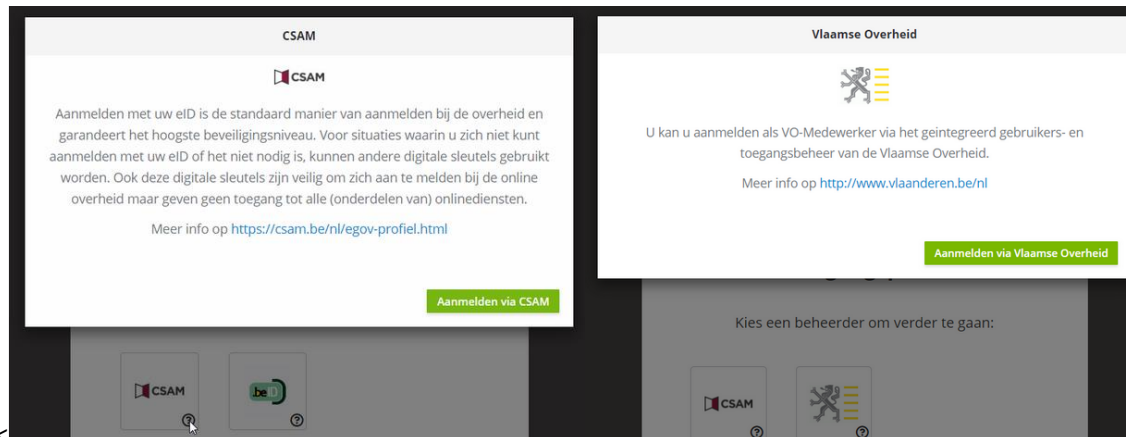 CSAM
CSAM
Aanmelden met uw eID is de standaard manier van aanmelden bij de overheid en
garandeert het hoogste beveiligingsniveau. Voor situaties waarin u zich niet kunt
aanmelden met uw eID of het niet nodig is, kunnen andere digitale sleutels gebruikt
worden. Ook deze digitale sleutels zijn veilig om zich aan te melden bij de online
overheid maar geven geen toegang tot alle (onderdelen van) onlinediensten.
Meer info op https://csam.be/nl/egov-profiel.html
Aanmelden via CSAM
CSAM
.beID
Vlaamse Overheid
U kan u aanmelden als VO-Medewerker via het geintegreerd gebruikers- en
toegangsbeheer van de Vlaamse Overheid.
Meer info op http://www.vlaanderen.be/nl
Aanmelden via Vlaamse Overheid
Kies een beheerder om verder te gaan:
CSAM